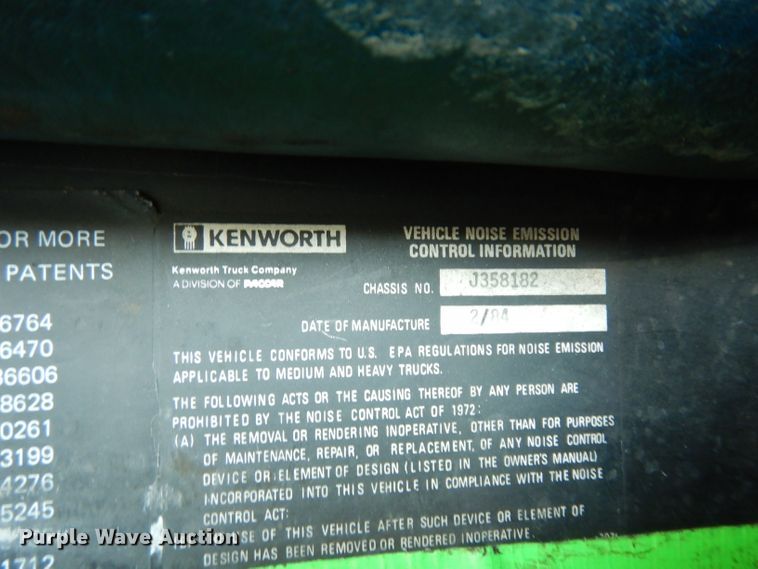 OR MORE
PATENTS
6764
6470
6606
8628
0261
3199
4276
5245
1712
KENWORTH
Kenworth Truck Company
A DIVISION OF PACCAR
VEHICLE NOISE EMISSION
CONTROL INFORMATION
CHASSIS NO. J358182
DATE OF MANUFACTURE 2/84
THIS VEHICLE CONFORMS TO U.S. EPA REGULATIONS FOR NOISE EMISSION
APPLICABLE TO MEDIUM AND HEAVY TRUCKS.
THE FOLLOWING ACTS OR THE CAUSING THEREOF BY ANY PERSON ARE
PROHIBITED BY THE NOISE CONTROL ACT OF 1972:
(A) THE REMOVAL OR RENDERING INOPERATIVE, OTHER THAN FOR PURPOSES
OF MAINTENANCE, REPAIR, OR REPLACEMENT, OF ANY NOISE CONTROL
DEVICE OR ELEMENT OF DESIGN (LISTED IN THE OWNER'S MANUAL)
INCORPORATED INTO THIS VEHICLE IN COMPLIANCE WITH THE NOISE
CONTROL ACT:
OF THIS VEHICLE AFTER SUCH DEVICE OR ELEMENT OF
DESIGN HAS BEEN REMOVED OR RENDERED INOPERATIVE.
Purple Wave Auction